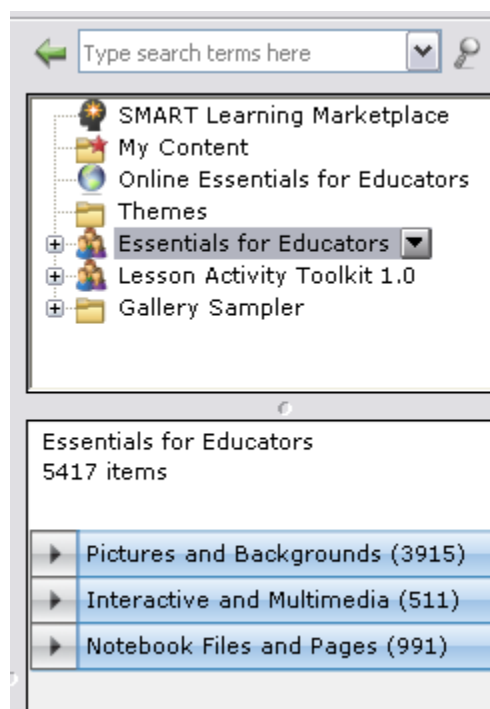 Type search terms here
SMART Learning Marketplace
My Content
Online Essentials for Educators
Themes
Essentials for Educators
Lesson Activity Toolkit 1.0
Gallery Sampler
Essentials for Educators
5417 items
Pictures and Backgrounds (3915)
Interactive and Multimedia (511)
Notebook Files and Pages (991)